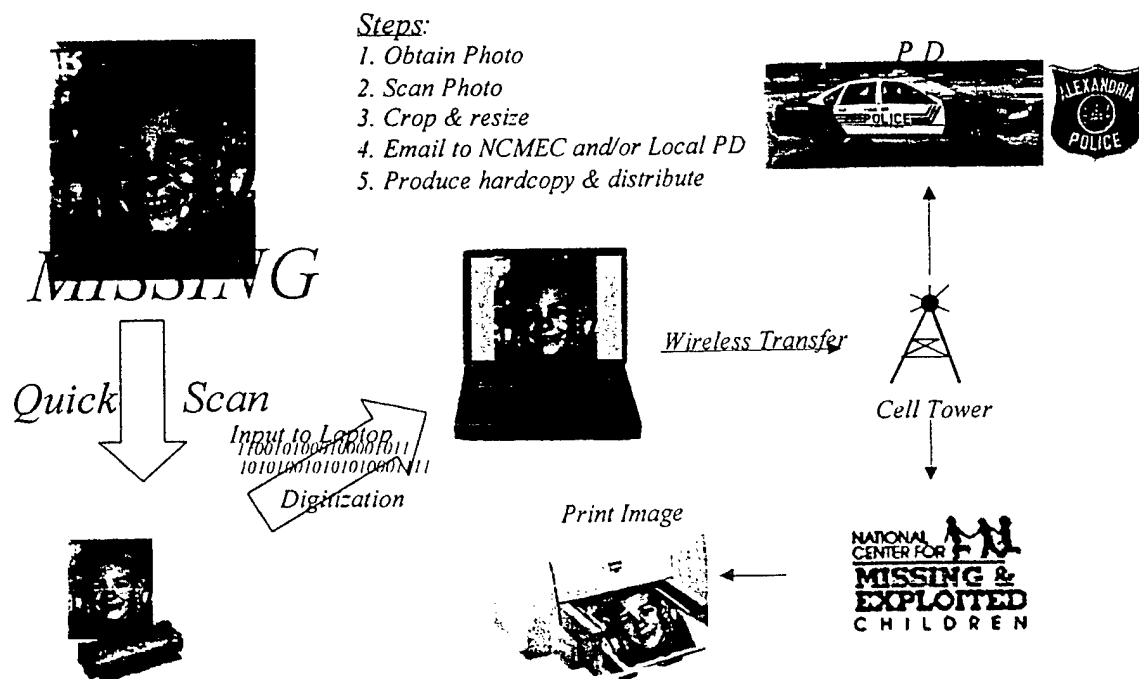 Steps:
1. Obtain Photo
2. Scan Photo
3. Crop & resize
4. Email to NCMEC and/or Local PD
5. Produce hardcopy & distribute
P.D.
POLICE
ALEXANDRIA
POLICE
MISSING
Quick Scan
Input to Laptop
Digitization
Wireless Transfer
Cell Tower
Print Image
NATIONAL
CENTER FOR
MISSING &
EXPLOITED
CHILDREN